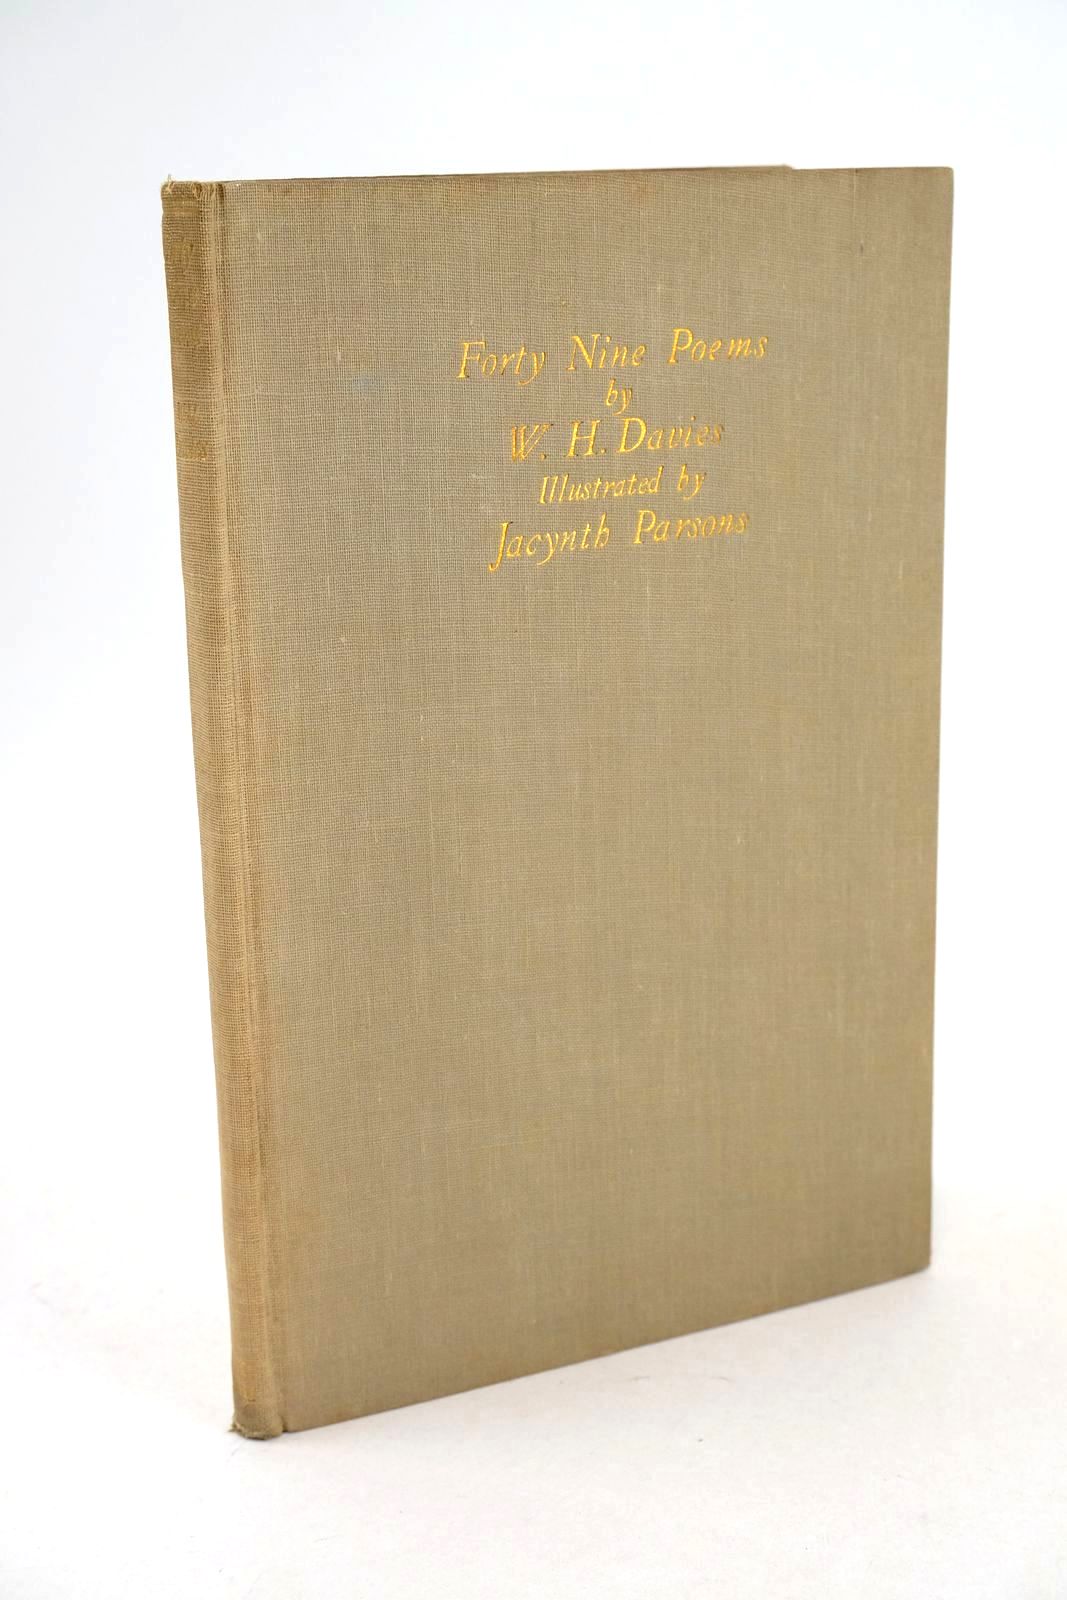 Forty Nine Poems
by
W. H. Davies
Illustrated by
Jacynth Parsons